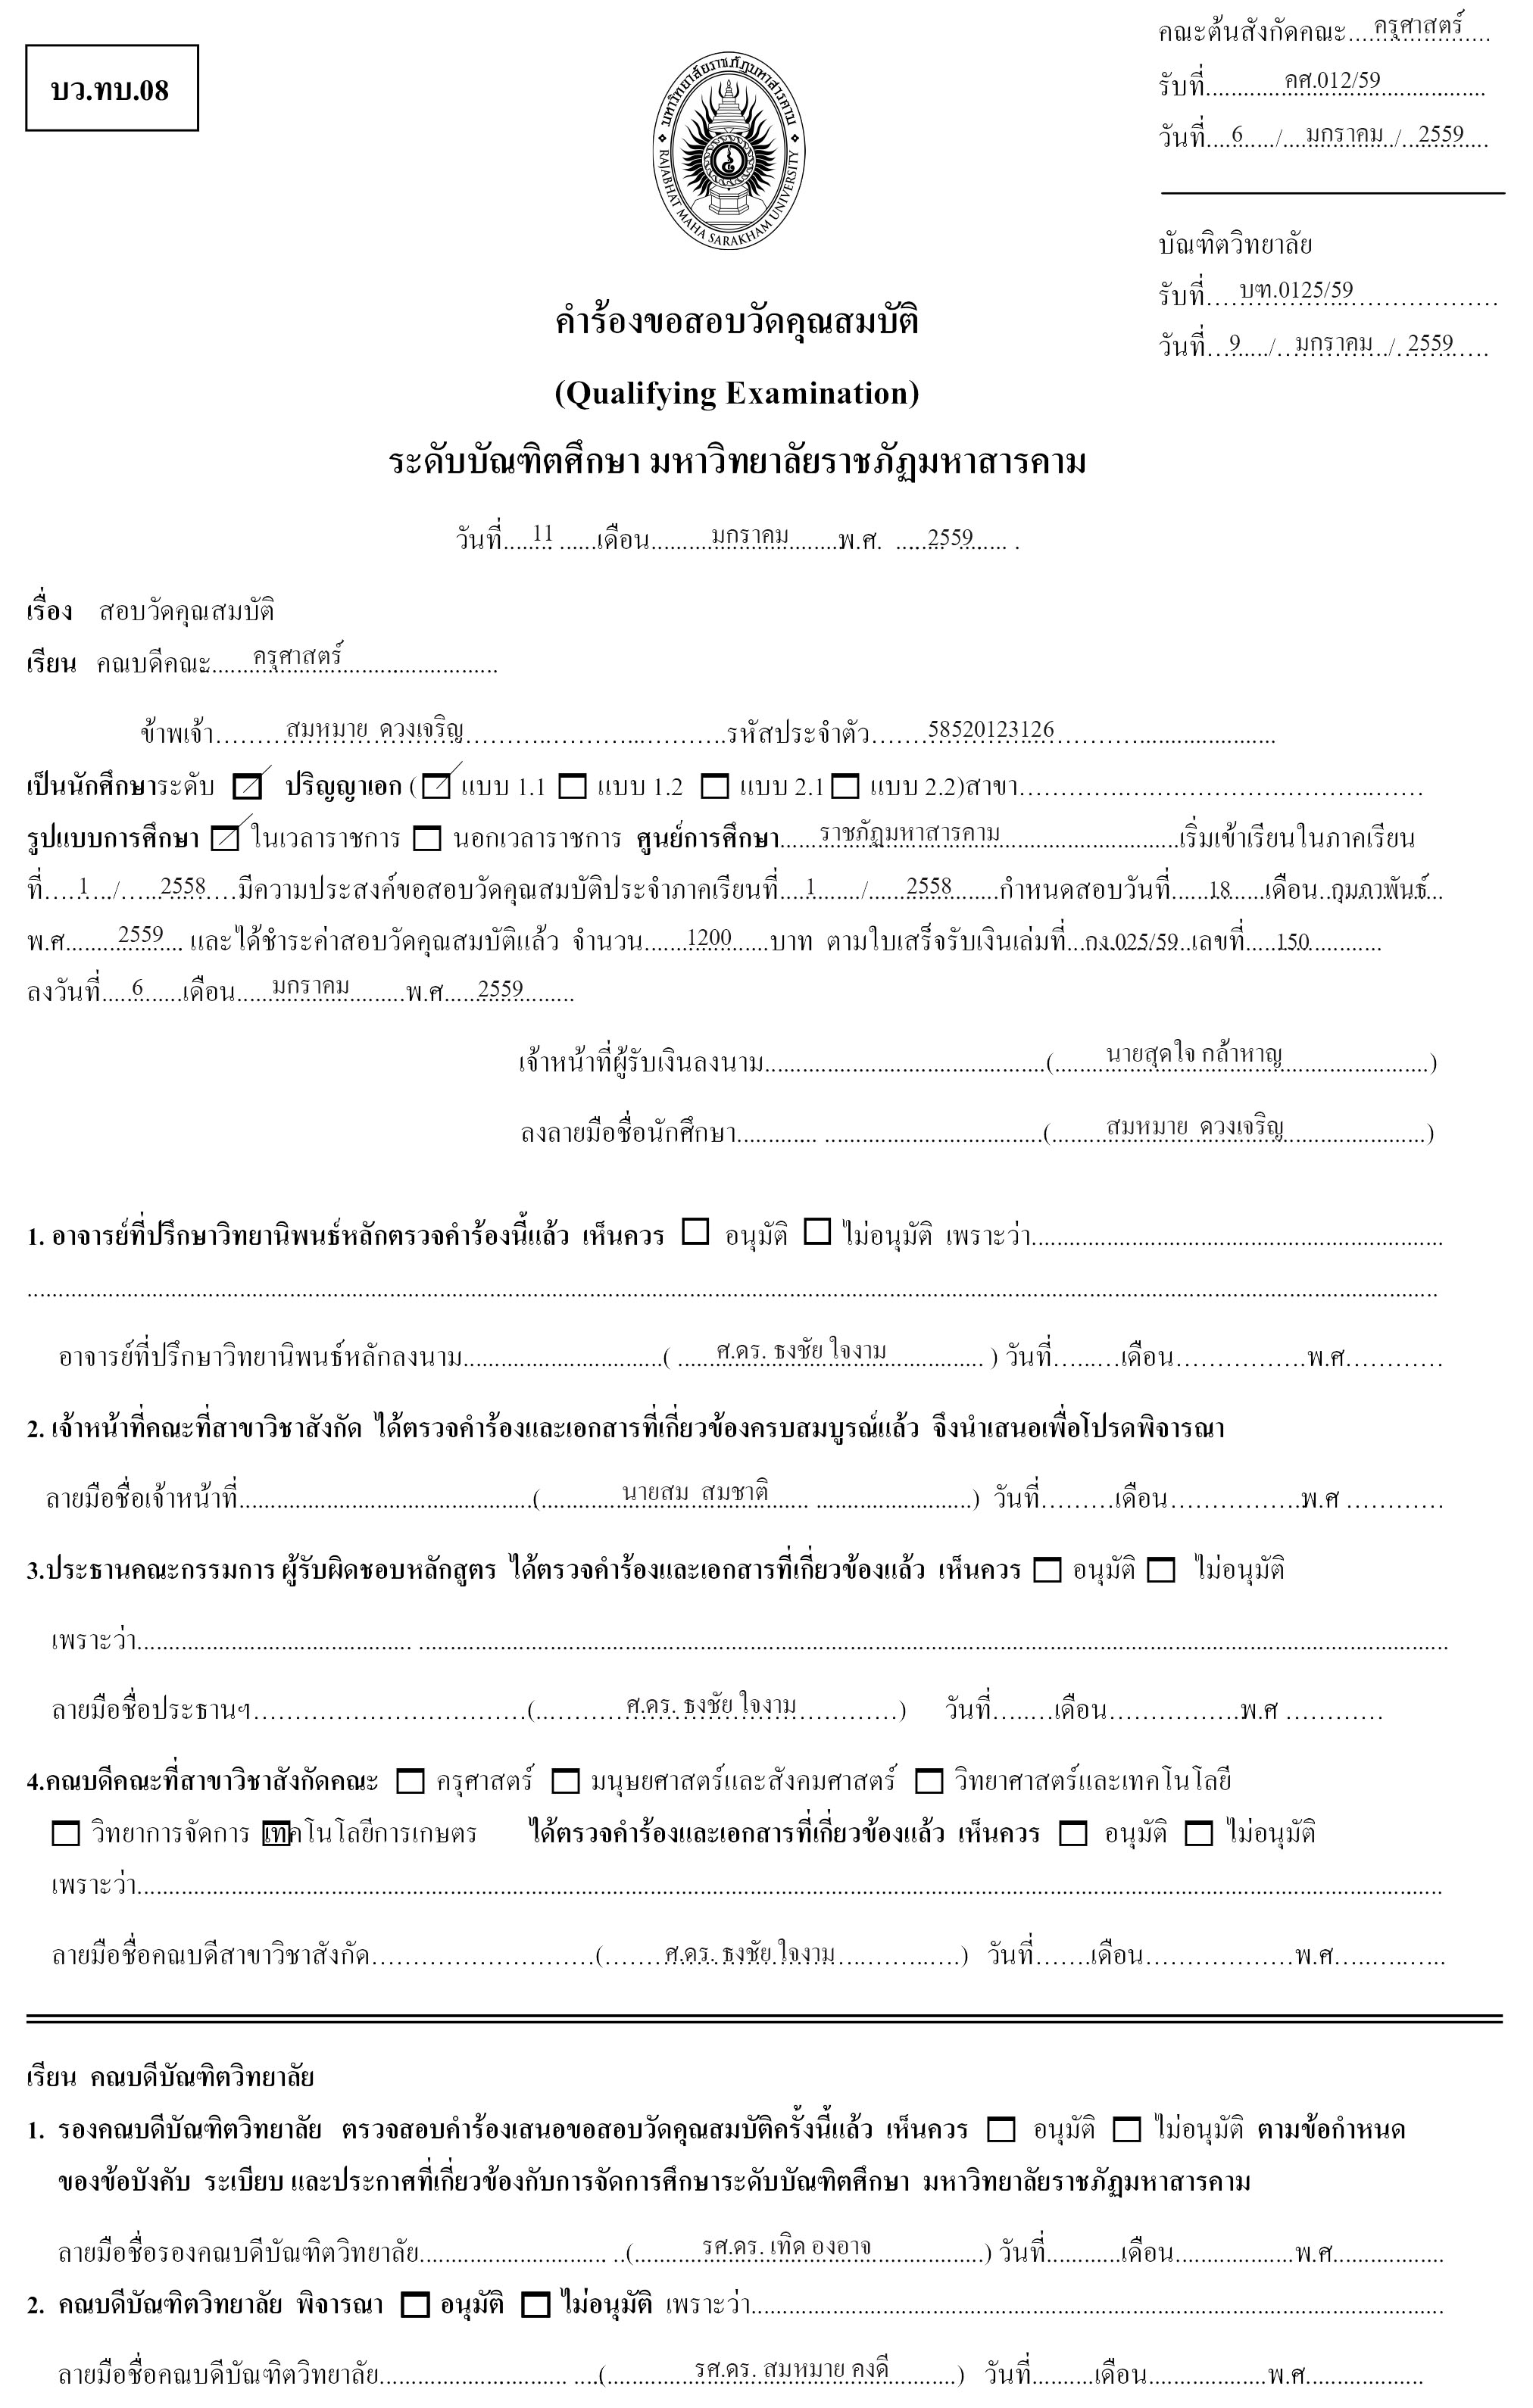 คณะต้นสังกัดคณะ......ครุศาสตร์......
บว.ทบ.08
รับที่......คศ.012/59......
วันที่....6...../....มกราคม..../....2559....
มหาวิทยาลัยราชภัฏมหาสารคาม
RAJABHAT MAHA SARAKHAM UNIVERSITY
บัณฑิตวิทยาลัย
รับที่......บฑ.0125/59......
วันที่....9...../....มกราคม..../....2559....
คำร้องขอสอบวัดคุณสมบัติ
(Qualifying Examination)
ระดับบัณฑิตศึกษา มหาวิทยาลัยราชภัฏมหาสารคาม
วันที่.....11.....เดือน.........มกราคม.........พ.ศ. .....2559..... .
เรื่อง สอบวัดคุณสมบัติ
เรียน คณบดีคณะ......ครุศาสตร์......
ข้าพเจ้า.........สมหมาย ดวงเจริญ.........รหัสประจำตัว.........58520123126.........
เป็นนักศึกษาระดับ ☑ ปริญญาเอก (☑ แบบ 1.1 ☐ แบบ 1.2 ☐ แบบ 2.1 ☐ แบบ 2.2)สาขา..............................
รูปแบบการศึกษา ☑ ในเวลาราชการ ☐ นอกเวลาราชการ ศูนย์การศึกษา......ราชภัฏมหาสารคาม......เริ่มเข้าเรียนในภาคเรียน
ที่....1..../....2558....มีความประสงค์ขอสอบวัดคุณสมบัติประจำภาคเรียนที่....1..../....2558....กำหนดสอบวันที่....18....เดือน..กุมภาพันธ์..
พ.ศ......2559..... และได้ชำระค่าสอบวัดคุณสมบัติแล้ว จำนวน......1200......บาท ตามใบเสร็จรับเงินเล่มที่...กง.025/59...เลขที่.....150.....
ลงวันที่....6....เดือน......มกราคม......พ.ศ.....2559.....
เจ้าหน้าที่ผู้รับเงินลงนาม..............................(.........นายสุดใจ กล้าหาญ.........)
ลงลายมือชื่อนักศึกษา............. ..............................(.........สมหมาย ดวงเจริญ.........)
1. อาจารย์ที่ปรึกษาวิทยานิพนธ์หลักตรวจคำร้องนี้แล้ว เห็นควร ☐ อนุมัติ ☐ ไม่อนุมัติ เพราะว่า..............................
อาจารย์ที่ปรึกษาวิทยานิพนธ์หลักลงนาม..............................( ......ศ.ดร. ธงชัย ใจงาม...... ) วันที่.........เดือน................พ.ศ............
2. เจ้าหน้าที่คณะที่สาขาวิชาสังกัด ได้ตรวจคำร้องและเอกสารที่เกี่ยวข้องครบสมบูรณ์แล้ว จึงนำเสนอเพื่อโปรดพิจารณา
ลายมือชื่อเจ้าหน้าที่..............................(.........นายสม สมชาติ.........) วันที่.........เดือน................พ.ศ ............
3.ประธานคณะกรรมการ ผู้รับผิดชอบหลักสูตร ได้ตรวจคำร้องและเอกสารที่เกี่ยวข้องแล้ว เห็นควร ☐ อนุมัติ ☐ ไม่อนุมัติ
เพราะว่า..............................
ลายมือชื่อประธานฯ..............................(.........ศ.ดร. ธงชัย ใจงาม.........) วันที่.........เดือน................พ.ศ ............
4.คณบดีคณะที่สาขาวิชาสังกัดคณะ ☐ ครุศาสตร์ ☐ มนุษยศาสตร์และสังคมศาสตร์ ☐ วิทยาศาสตร์และเทคโนโลยี
☐ วิทยาการจัดการ ☐ เทคโนโลยีการเกษตร ได้ตรวจคำร้องและเอกสารที่เกี่ยวข้องแล้ว เห็นควร ☐ อนุมัติ ☐ ไม่อนุมัติ
เพราะว่า..............................
ลายมือชื่อคณบดีสาขาวิชาสังกัด..............................(.........ศ.ดร. ธงชัย ใจงาม.........) วันที่.........เดือน................พ.ศ............
เรียน คณบดีบัณฑิตวิทยาลัย
1. รองคณบดีบัณฑิตวิทยาลัย ตรวจสอบคำร้องเสนอขอสอบวัดคุณสมบัติครั้งนี้แล้ว เห็นควร ☐ อนุมัติ ☐ ไม่อนุมัติ ตามข้อกำหนด
ของข้อบังคับ ระเบียบ และประกาศที่เกี่ยวข้องกับการจัดการศึกษาระดับบัณฑิตศึกษา มหาวิทยาลัยราชภัฏมหาสารคาม
ลายมือชื่อรองคณบดีบัณฑิตวิทยาลัย.............................. ..(.........รศ.ดร. เทิด องอาจ.........) วันที่............เดือน...................พ.ศ..................
2. คณบดีบัณฑิตวิทยาลัย พิจารณา ☐ อนุมัติ ☐ ไม่อนุมัติ เพราะว่า..............................
ลายมือชื่อคณบดีบัณฑิตวิทยาลัย.............................. ....(.........รศ.ดร. สมหมาย คงดี.........) วันที่..........เดือน...................พ.ศ...................